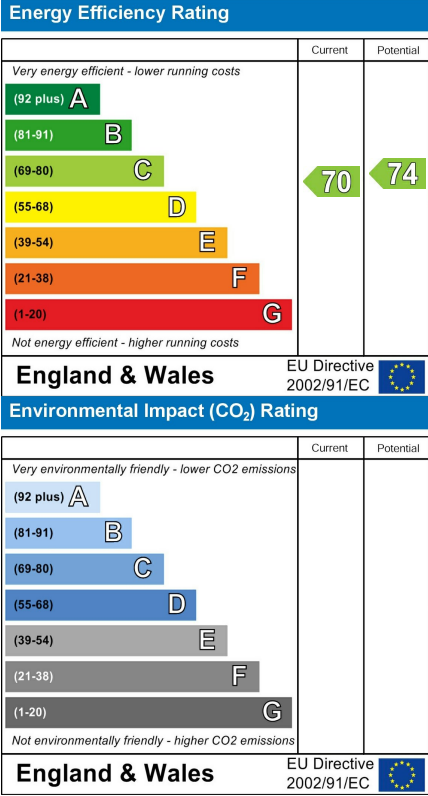 Energy Efficiency Rating
Current Potential
Very energy efficient - lower running costs
(92 plus) A
(81-91) B
(69-80) C
70 74
(55-68) D
(39-54) E
(21-38) F
(1-20) G
Not energy efficient - higher running costs
England & Wales
EU Directive
2002/91/EC
Environmental Impact (CO₂) Rating
Current Potential
Very environmentally friendly - lower CO2 emissions
(92 plus) A
(81-91) B
(69-80) C
(55-68) D
(39-54) E
(21-38) F
(1-20) G
Not environmentally friendly - higher CO2 emissions
England & Wales
EU Directive
2002/91/EC